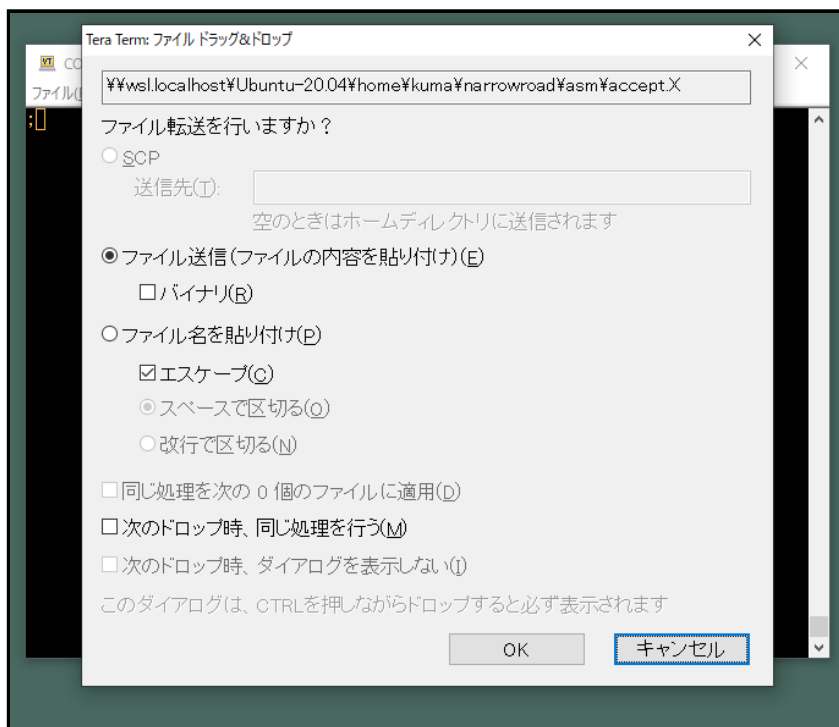 Tera Term: ファイル ドラッグ&ドロップ
CO
ファイル(
;
¥¥wsl.localhost¥Ubuntu-20.04¥home¥kuma¥narrowroad¥asm¥accept.X
ファイル転送を行いますか？
SCP
送信先(T):
空のときはホームディレクトリに送信されます
ファイル送信(ファイルの内容を貼り付け)(E)
バイナリ(R)
ファイル名を貼り付け(P)
エスケープ(C)
スペースで区切る(O)
改行で区切る(N)
同じ処理を次の 0 個のファイルに適用(D)
次のドロップ時、同じ処理を行う(M)
次のドロップ時、ダイアログを表示しない(I)
このダイアログは、CTRLを押しながらドロップすると必ず表示されます
OK
キャンセル